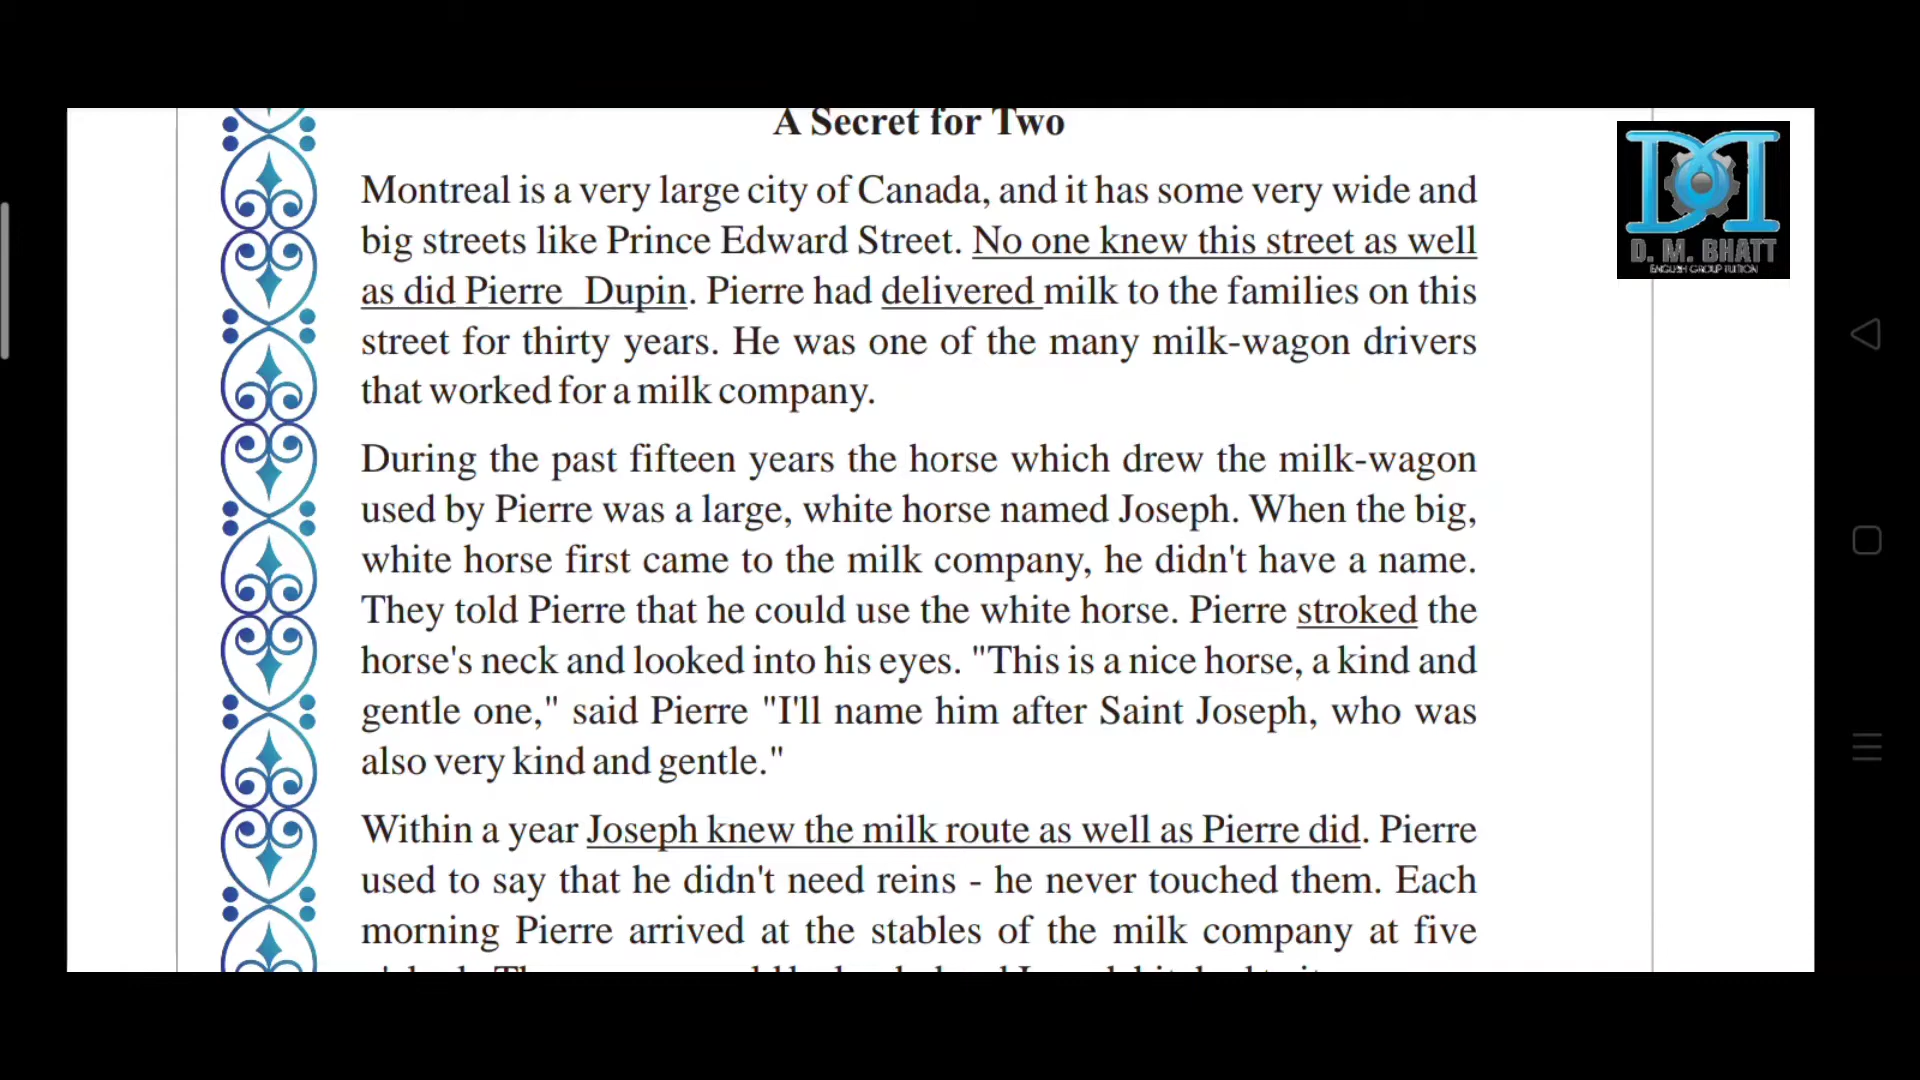 A Secret for Two
Montreal is a very large city of Canada, and it has some very wide and
big streets like Prince Edward Street. No one knew this street as well
as did Pierre Dupin. Pierre had delivered milk to the families on this
street for thirty years. He was one of the many milk-wagon drivers
that worked for a milk company.
During the past fifteen years the horse which drew the milk-wagon
used by Pierre was a large, white horse named Joseph. When the big,
white horse first came to the milk company, he didn't have a name.
They told Pierre that he could use the white horse. Pierre stroked the
horse's neck and looked into his eyes. "This is a nice horse, a kind and
gentle one," said Pierre "I'll name him after Saint Joseph, who was
also very kind and gentle."
Within a year Joseph knew the milk route as well as Pierre did. Pierre
used to say that he didn't need reins - he never touched them. Each
morning Pierre arrived at the stables of the milk company at five
D. M. BHATT
ENGLISH GROUP TUITION